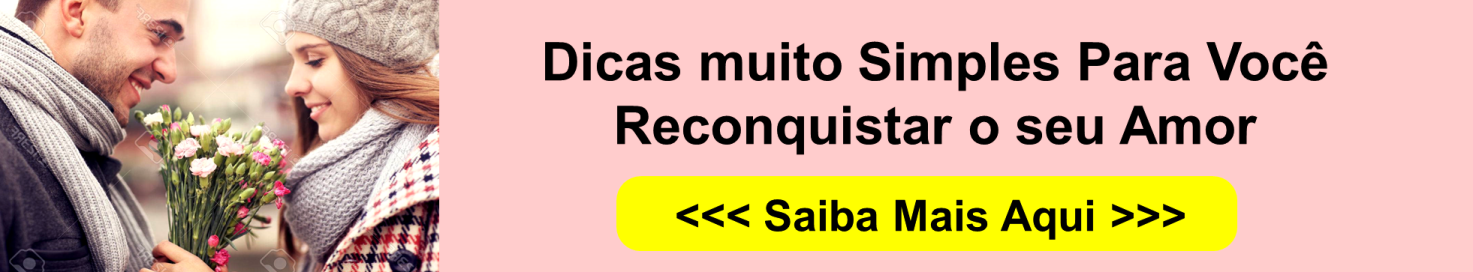 Dicas muito Simples Para Você
Reconquistar o seu Amor
<<< Saiba Mais Aqui >>>